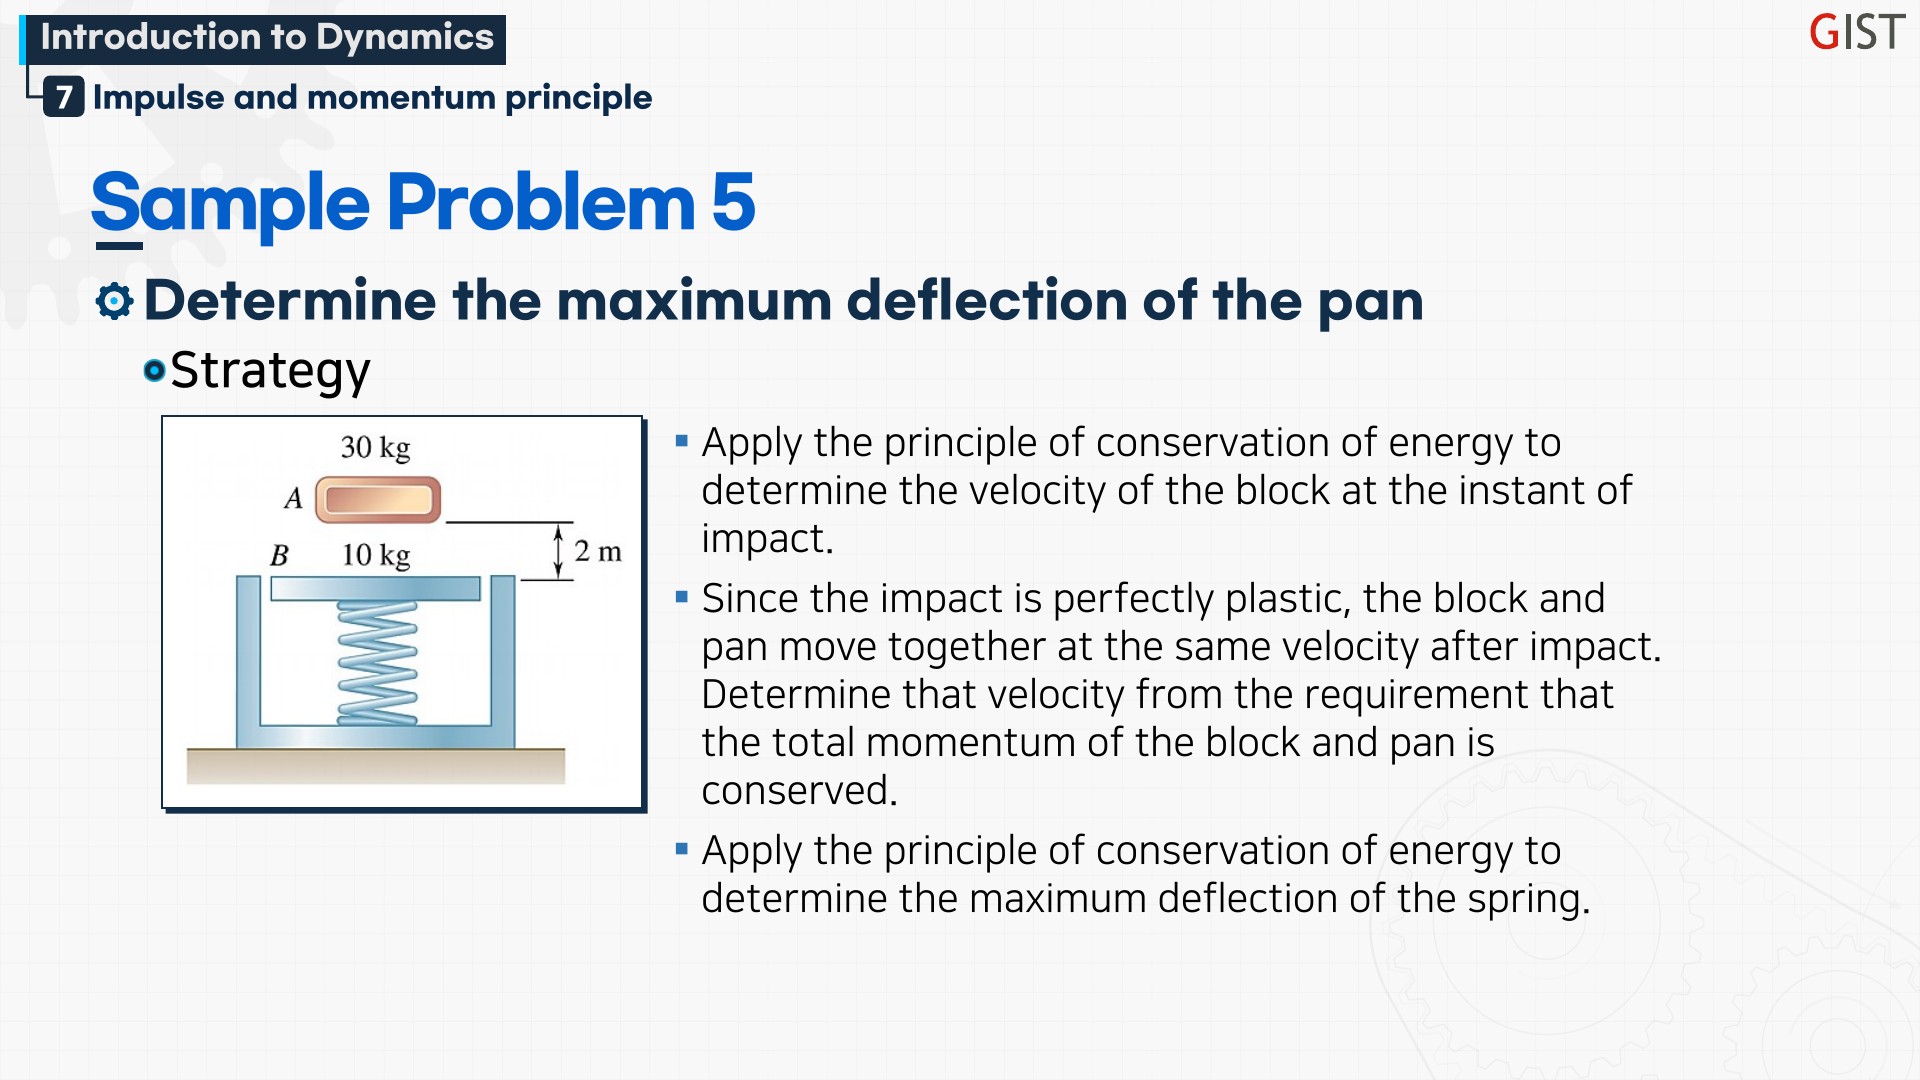 Introduction to Dynamics
GIST
7 Impulse and momentum principle
Sample Problem 5
Determine the maximum deflection of the pan
Strategy
30 kg
A
2 m
B 10 kg
Apply the principle of conservation of energy to
determine the velocity of the block at the instant of
impact.
Since the impact is perfectly plastic, the block and
pan move together at the same velocity after impact.
Determine that velocity from the requirement that
the total momentum of the block and pan is
conserved.
Apply the principle of conservation of energy to
determine the maximum deflection of the spring.